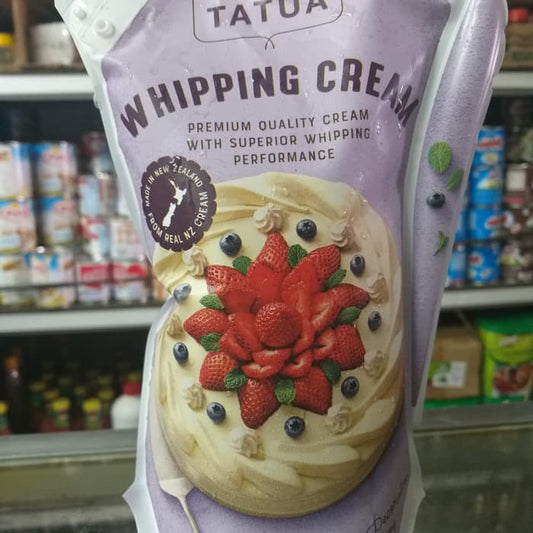 TATUA
WHIPPING CREAM
PREMIUM QUALITY CREAM
WITH SUPERIOR WHIPPING
PERFORMANCE
MADE IN NEW ZEALAND
FROM REAL NZ CREAM